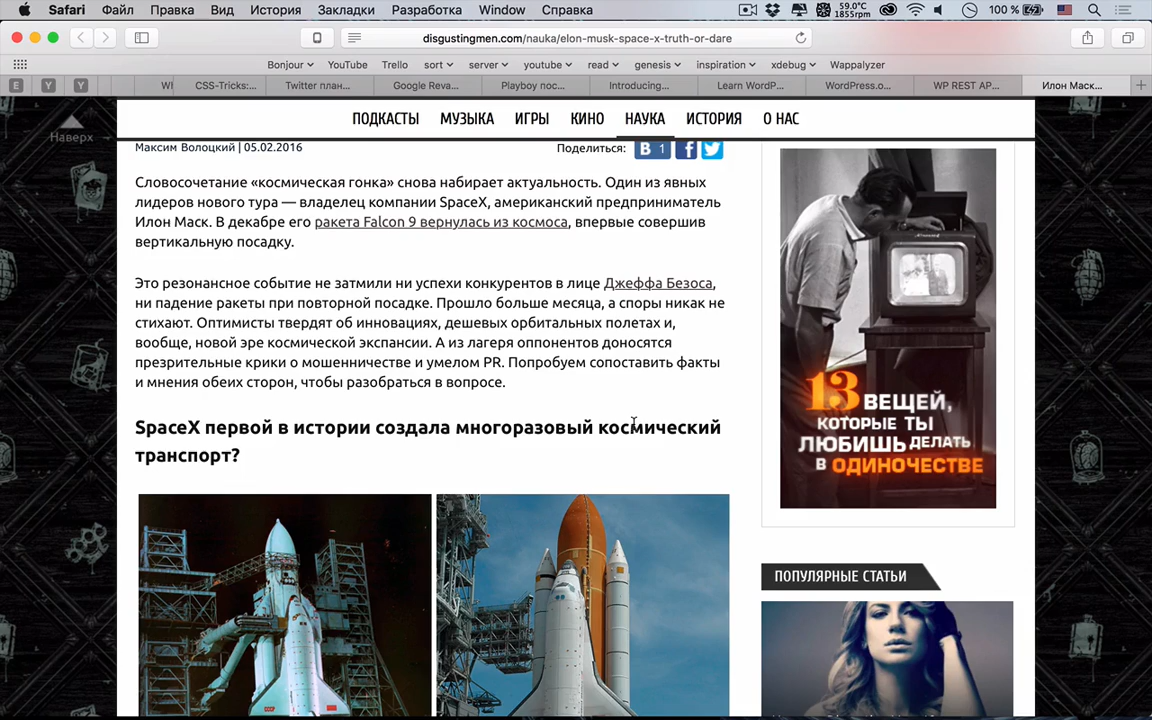 Safari Файл Правка Вид История Закладки Разработка Window Справка 59.0°C 1855rpm 100 %
disgustingmen.com/nauka/elon-musk-space-x-truth-or-dare
Bonjour YouTube Trello sort server youtube read genesis inspiration xdebug Wappalyzer
E Y Y WI CSS-Tricks:... Twitter план... Google Reva... Playboy noc... Introducing... Learn WordP... WordPress.o... WP REST AP... Илон Маск...
Наверх
ПОДКАСТЫ МУЗЫКА ИГРЫ КИНО НАУКА ИСТОРИЯ О НАС
Максим Волоцкий | 05.02.2016 Поделиться: B 1 f
Словосочетание «космическая гонка» снова набирает актуальность. Один из явных
лидеров нового тура — владелец компании SpaceX, американский предприниматель
Илон Маск. В декабре его ракета Falcon 9 вернулась из космоса, впервые совершив
вертикальную посадку.
Это резонансное событие не затмили ни успехи конкурентов в лице Джеффа Безоса,
ни падение ракеты при повторной посадке. Прошло больше месяца, а споры никак не
стихают. Оптимисты твердят об инновациях, дешевых орбитальных полетах и,
вообще, новой эре космической экспансии. А из лагеря оппонентов доносятся
презрительные крики о мошенничестве и умелом PR. Попробуем сопоставить факты
и мнения обеих сторон, чтобы разобраться в вопросе.
SpaceX первой в истории создала многоразовый космический
транспорт?
13 ВЕЩЕЙ,
КОТОРЫЕ ТЫ
ЛЮБИШЬ ДЕЛАТЬ
В ОДИНОЧЕСТВЕ
ПОПУЛЯРНЫЕ СТАТЬИ
СССР